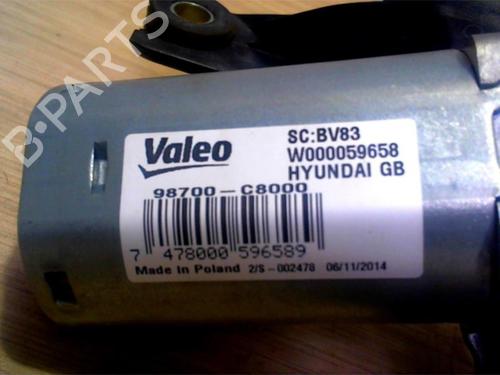 B-PARTS
Valeo
SC:BV83
W000059658
HYUNDAI GB
98700-C8000
7 478000 596589
Made in Poland 2/S-002478 06/11/2014